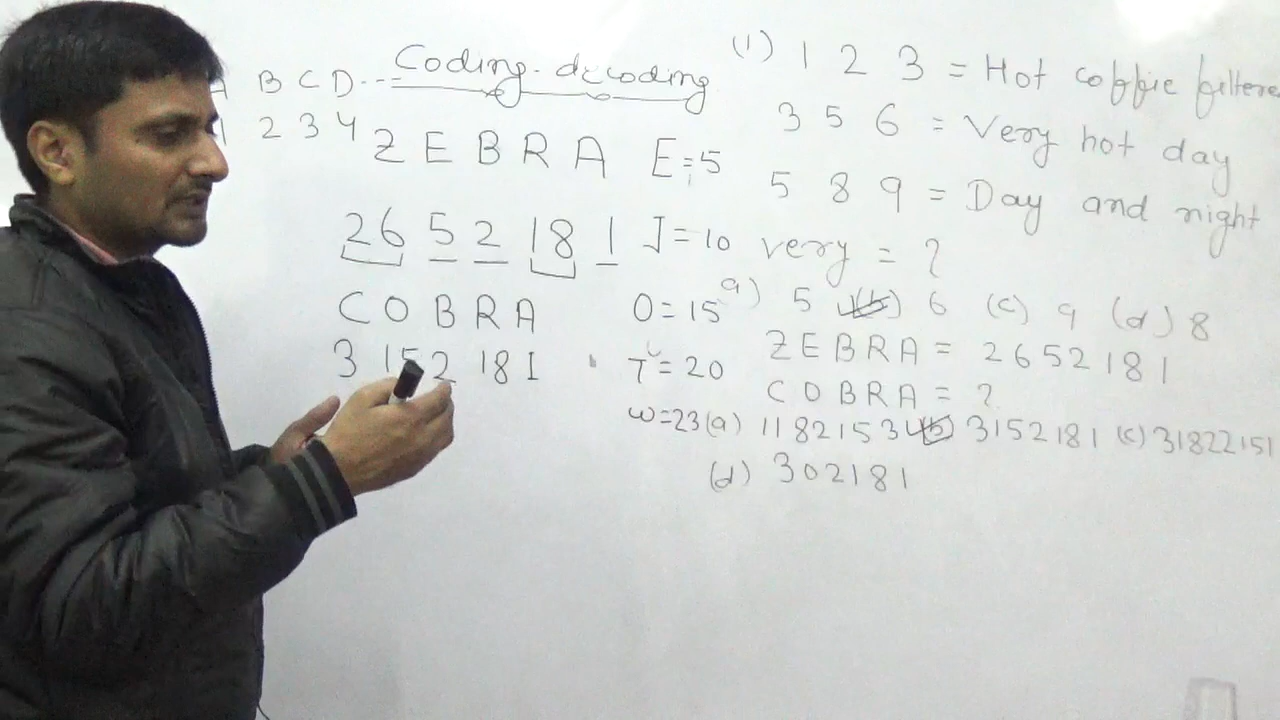 Coding-decoding
A B C D...
1 2 3 4
Z E B R A
26 5 2 18 1
C O B R A
3 15 2 18 1
E=5
J=10
O=15
T=20
W=23
(1) 1 2 3 = Hot coffie filtere
3 5 6 = Very hot day
5 8 9 = Day and night
very = ?
a) 5 (b) 6 (c) 9 (d) 8
ZEBRA = 2652181
COBRA = ?
(a) 1182153 (b) 3152181 (c) 31822151
(d) 302181